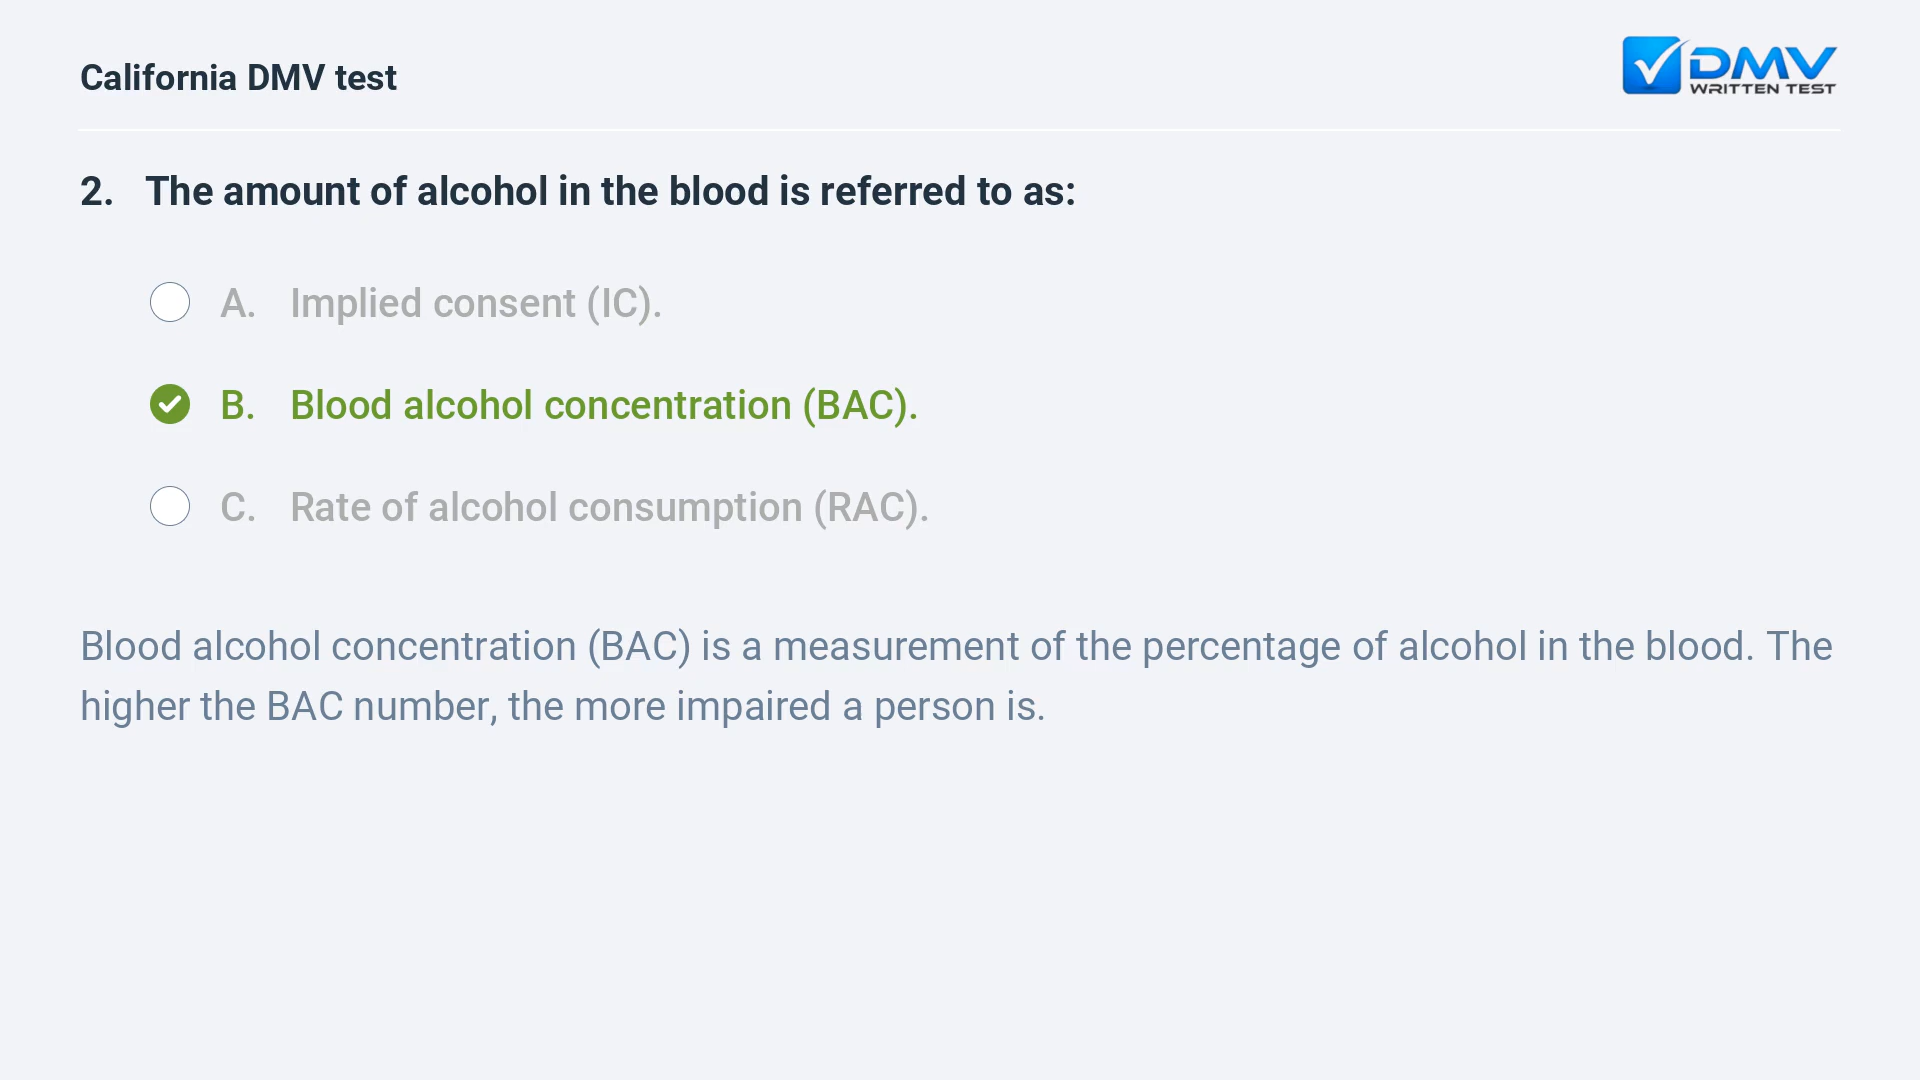 California DMV test
DMV
WRITTEN TEST
2. The amount of alcohol in the blood is referred to as:
A. Implied consent (IC).
B. Blood alcohol concentration (BAC).
C. Rate of alcohol consumption (RAC).
Blood alcohol concentration (BAC) is a measurement of the percentage of alcohol in the blood. The
higher the BAC number, the more impaired a person is.